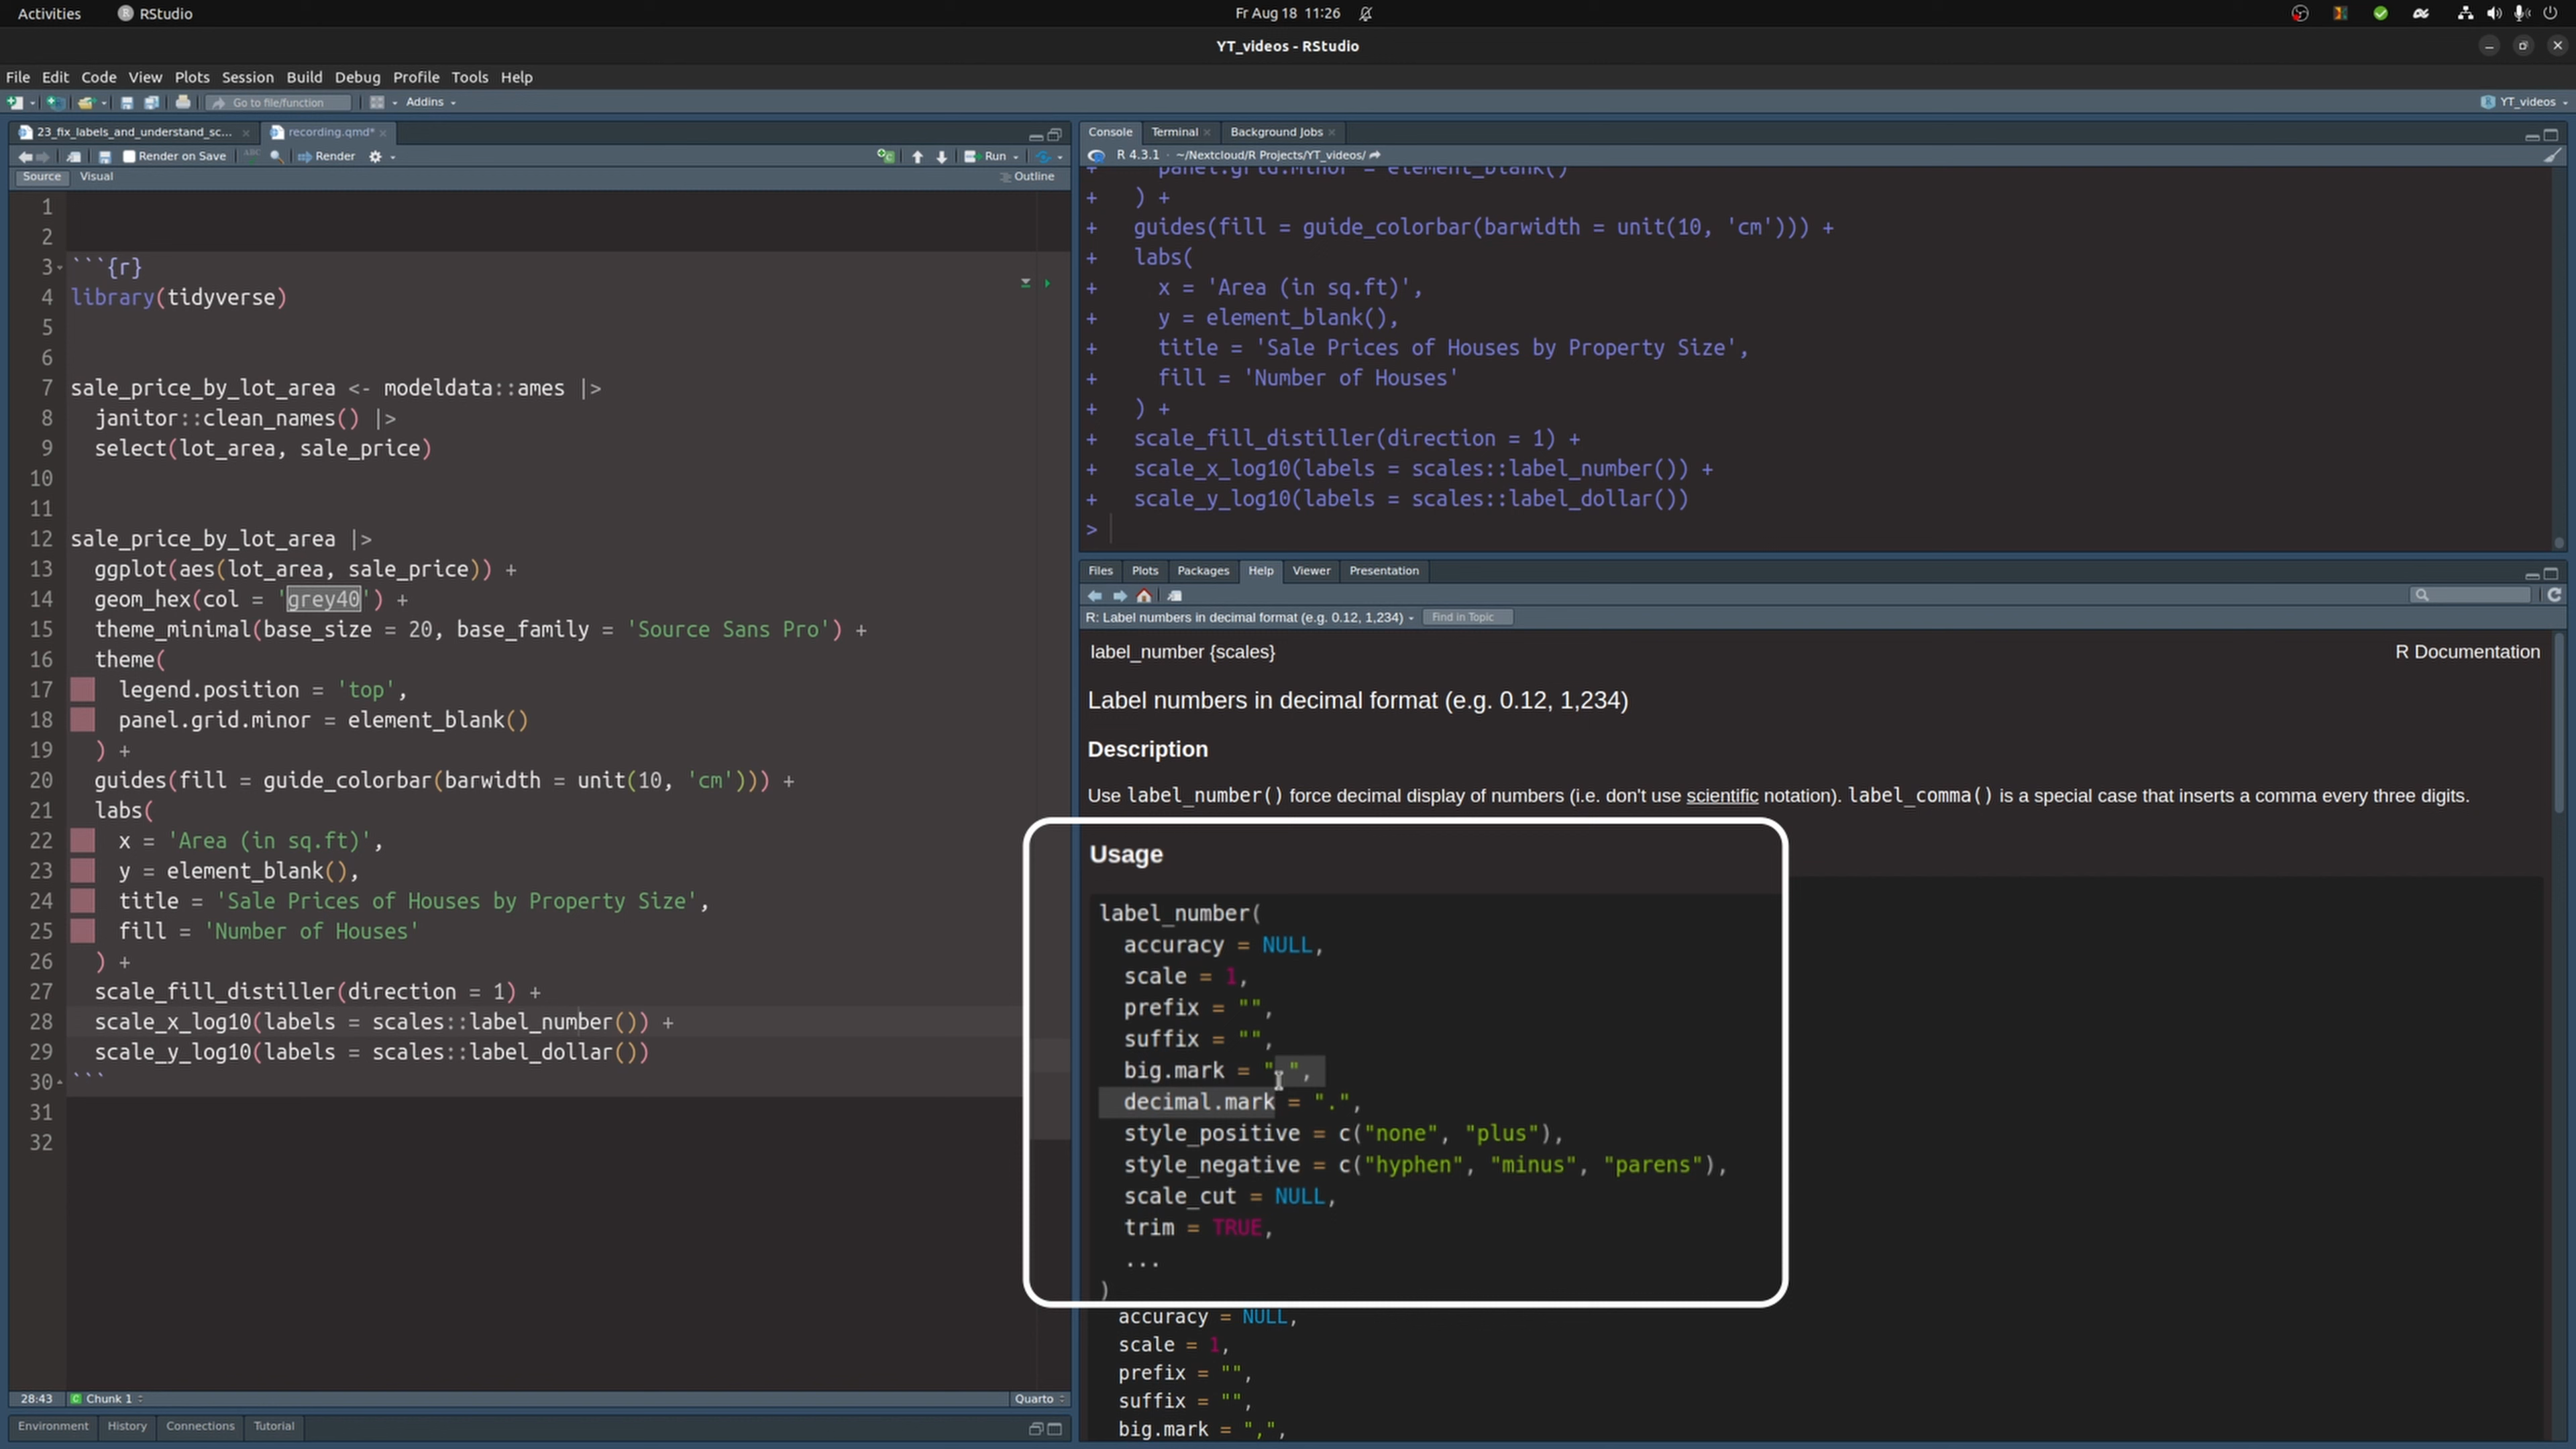 Activities
RStudio
Fr Aug 18 11:26
YT_videos - RStudio
File Edit Code View Plots Session Build Debug Profile Tools Help
Go to file/function
Addins
YT_videos
23_fix_labels_and_understand_sc...
recording.qmd*
Render on Save
Render
Run
Source
Visual
Outline
1
2
3 ```{r}
4 library(tidyverse)
5
6
7 sale_price_by_lot_area <- modeldata::ames |>
8 janitor::clean_names() |>
9 select(lot_area, sale_price)
10
11
12 sale_price_by_lot_area |>
13 ggplot(aes(lot_area, sale_price)) +
14 geom_hex(col = 'grey40') +
15 theme_minimal(base_size = 20, base_family = 'Source Sans Pro') +
16 theme(
17 legend.position = 'top',
18 panel.grid.minor = element_blank()
19 ) +
20 guides(fill = guide_colorbar(barwidth = unit(10, 'cm'))) +
21 labs(
22 x = 'Area (in sq.ft)',
23 y = element_blank(),
24 title = 'Sale Prices of Houses by Property Size',
25 fill = 'Number of Houses'
26 ) +
27 scale_fill_distiller(direction = 1) +
28 scale_x_log10(labels = scales::label_number()) +
29 scale_y_log10(labels = scales::label_dollar())
30 ```
31
32
28:43
Chunk 1
Quarto
Environment History Connections Tutorial
Console Terminal Background Jobs
R 4.3.1 · ~/Nextcloud/R Projects/YT_videos/
+ panel.grid.minor = element_blank()
+ ) +
+ guides(fill = guide_colorbar(barwidth = unit(10, 'cm'))) +
+ labs(
+ x = 'Area (in sq.ft)',
+ y = element_blank(),
+ title = 'Sale Prices of Houses by Property Size',
+ fill = 'Number of Houses'
+ ) +
+ scale_fill_distiller(direction = 1) +
+ scale_x_log10(labels = scales::label_number()) +
+ scale_y_log10(labels = scales::label_dollar())
>
Files Plots Packages Help Viewer Presentation
R: Label numbers in decimal format (e.g. 0.12, 1,234)
Find in Topic
label_number {scales}
R Documentation
Label numbers in decimal format (e.g. 0.12, 1,234)
Description
Use label_number() force decimal display of numbers (i.e. don't use scientific notation). label_comma() is a special case that inserts a comma every three digits.
Usage
label_number(
accuracy = NULL,
scale = 1,
prefix = "",
suffix = "",
big.mark = " ",
decimal.mark = ".",
style_positive = c("none", "plus"),
style_negative = c("hyphen", "minus", "parens"),
scale_cut = NULL,
trim = TRUE,
...
)
accuracy = NULL,
scale = 1,
prefix = "",
suffix = "",
big.mark = ",",